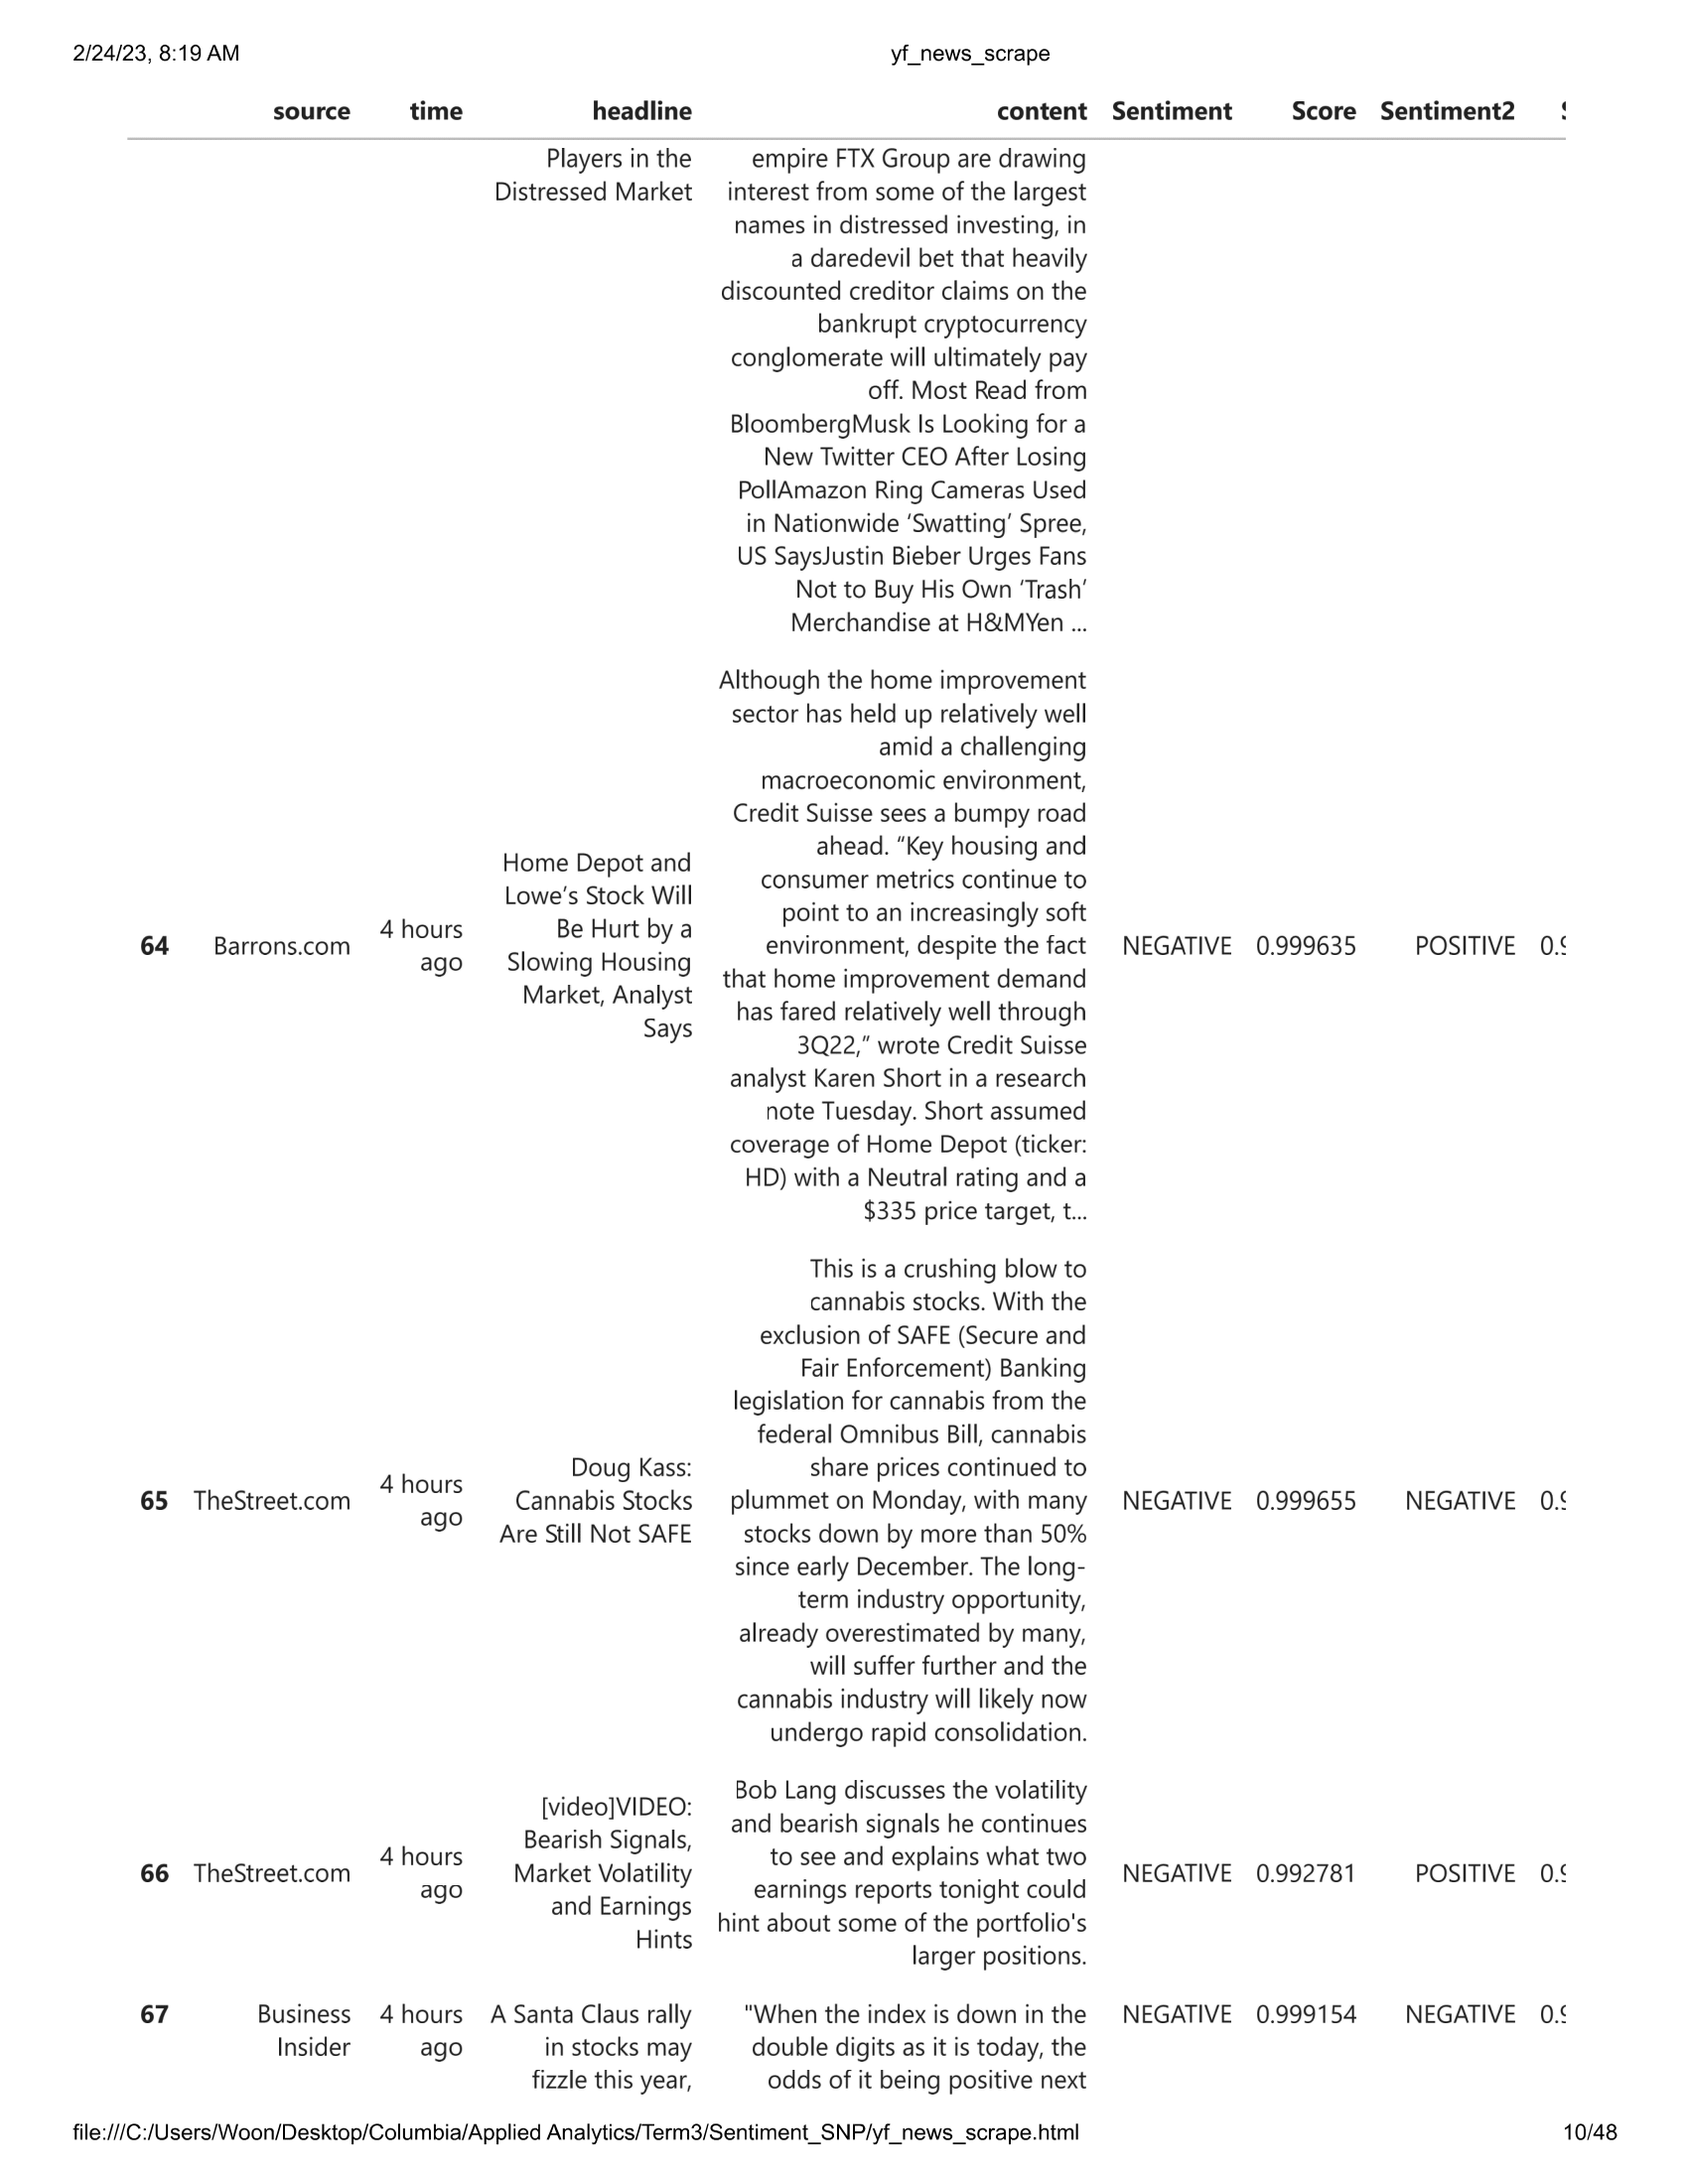 2/24/23, 8:19 AM yf_news_scrape
source time headline content Sentiment Score Sentiment2
Players in the
Distressed Market
empire FTX Group are drawing
interest from some of the largest
names in distressed investing, in
a daredevil bet that heavily
discounted creditor claims on the
bankrupt cryptocurrency
conglomerate will ultimately pay
off. Most Read from
BloombergMusk Is Looking for a
New Twitter CEO After Losing
PollAmazon Ring Cameras Used
in Nationwide ‘Swatting’ Spree,
US SaysJustin Bieber Urges Fans
Not to Buy His Own ‘Trash’
Merchandise at H&MYen ...
64 Barrons.com
4 hours
ago
Home Depot and
Lowe’s Stock Will
Be Hurt by a
Slowing Housing
Market, Analyst
Says
Although the home improvement
sector has held up relatively well
amid a challenging
macroeconomic environment,
Credit Suisse sees a bumpy road
ahead. “Key housing and
consumer metrics continue to
point to an increasingly soft
environment, despite the fact
that home improvement demand
has fared relatively well through
3Q22,” wrote Credit Suisse
analyst Karen Short in a research
note Tuesday. Short assumed
coverage of Home Depot (ticker:
HD) with a Neutral rating and a
$335 price target, t...
NEGATIVE 0.999635 POSITIVE
65 TheStreet.com
4 hours
ago
Doug Kass:
Cannabis Stocks
Are Still Not SAFE
This is a crushing blow to
cannabis stocks. With the
exclusion of SAFE (Secure and
Fair Enforcement) Banking
legislation for cannabis from the
federal Omnibus Bill, cannabis
share prices continued to
plummet on Monday, with many
stocks down by more than 50%
since early December. The long-
term industry opportunity,
already overestimated by many,
will suffer further and the
cannabis industry will likely now
undergo rapid consolidation.
NEGATIVE 0.999655 NEGATIVE
66 TheStreet.com
4 hours
ago
[video]VIDEO:
Bearish Signals,
Market Volatility
and Earnings
Hints
Bob Lang discusses the volatility
and bearish signals he continues
to see and explains what two
earnings reports tonight could
hint about some of the portfolio's
larger positions.
NEGATIVE 0.992781 POSITIVE
67 Business
Insider
4 hours
ago
A Santa Claus rally
in stocks may
fizzle this year,
"When the index is down in the
double digits as it is today, the
odds of it being positive next
NEGATIVE 0.999154 NEGATIVE
file:///C:/Users/Woon/Desktop/Columbia/Applied Analytics/Term3/Sentiment_SNP/yf_news_scrape.html 10/48